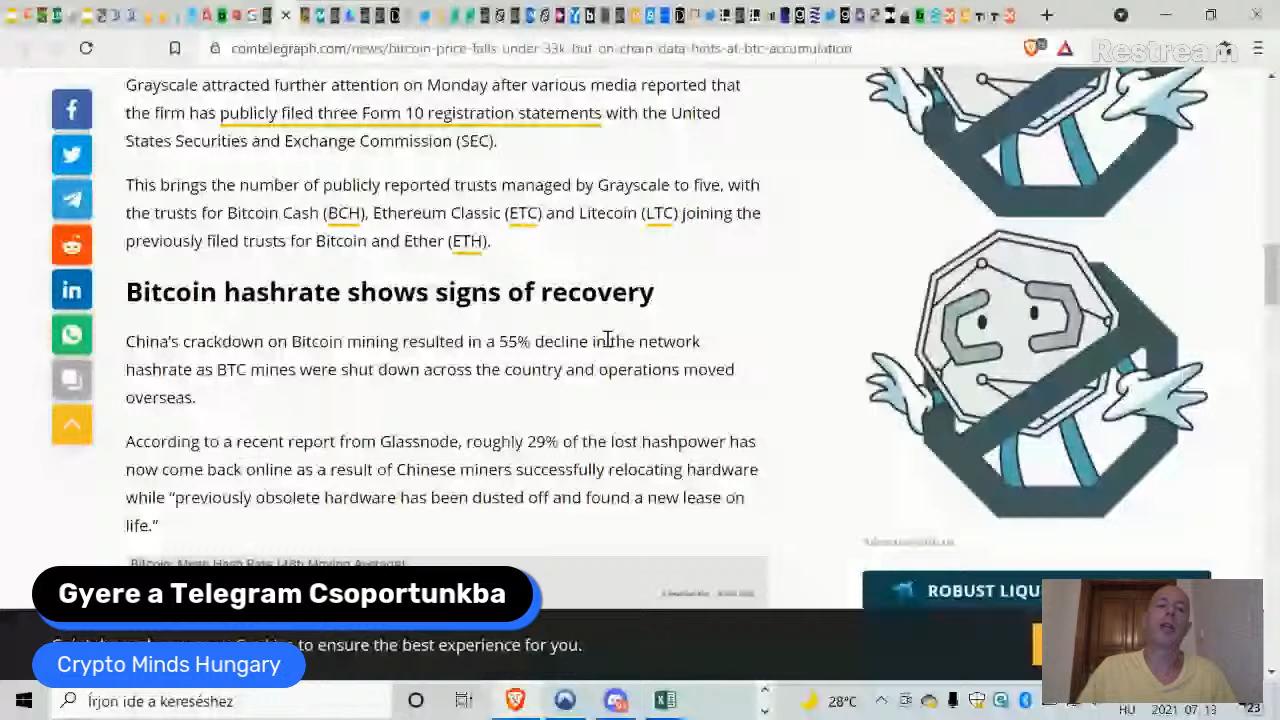 cointelegraph.com/news/bitcoin-price-falls-under-33k-but-on-chain-data-hints-at-btc-accumulation
Restream
Grayscale attracted further attention on Monday after various media reported that
the firm has publicly filed three Form 10 registration statements with the United
States Securities and Exchange Commission (SEC).
This brings the number of publicly reported trusts managed by Grayscale to five, with
the trusts for Bitcoin Cash (BCH), Ethereum Classic (ETC) and Litecoin (LTC) joining the
previously filed trusts for Bitcoin and Ether (ETH).
Bitcoin hashrate shows signs of recovery
China's crackdown on Bitcoin mining resulted in a 55% decline in the network
hashrate as BTC mines were shut down across the country and operations moved
overseas.
According to a recent report from Glassnode, roughly 29% of the lost hashpower has
now come back online as a result of Chinese miners successfully relocating hardware
while “previously obsolete hardware has been dusted off and found a new lease on
life.”
Bitcoin: Mean Hash Rate
Moving Average)
ROBUST LIQU
Gyere a Telegram Csoportunkba
to ensure the best experience for you.
Crypto Minds Hungary
Írjon ide a kereséshez
28°C
HU
2021. 07. 13
23